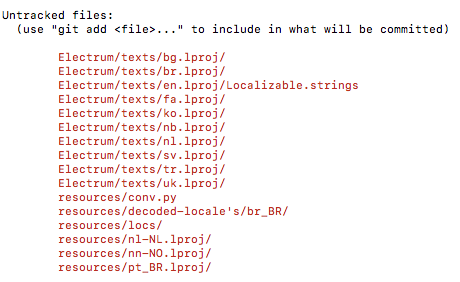 Untracked files:
(use "git add <file>..." to include in what will be committed)
Electrum/texts/bg.lproj/
Electrum/texts/br.lproj/
Electrum/texts/en.lproj/Localizable.strings
Electrum/texts/fa.lproj/
Electrum/texts/ko.lproj/
Electrum/texts/nb.lproj/
Electrum/texts/nl.lproj/
Electrum/texts/sv.lproj/
Electrum/texts/tr.lproj/
Electrum/texts/uk.lproj/
resources/conv.py
resources/decoded-locale's/br_BR/
resources/locs/
resources/nl-NL.lproj/
resources/nn-NO.lproj/
resources/pt_BR.lproj/